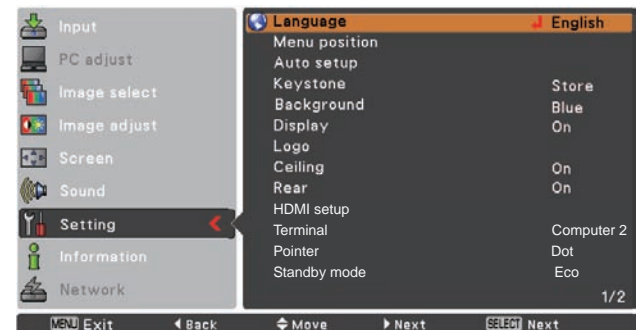 Input
PC adjust
Image select
Image adjust
Screen
Sound
Setting
Information
Network
Language English
Menu position
Auto setup
Keystone Store
Background Blue
Display On
Logo
Ceiling On
Rear On
HDMI setup
Terminal Computer 2
Pointer Dot
Standby mode Eco
1/2
MENU Exit Back Move Next SELECT Next